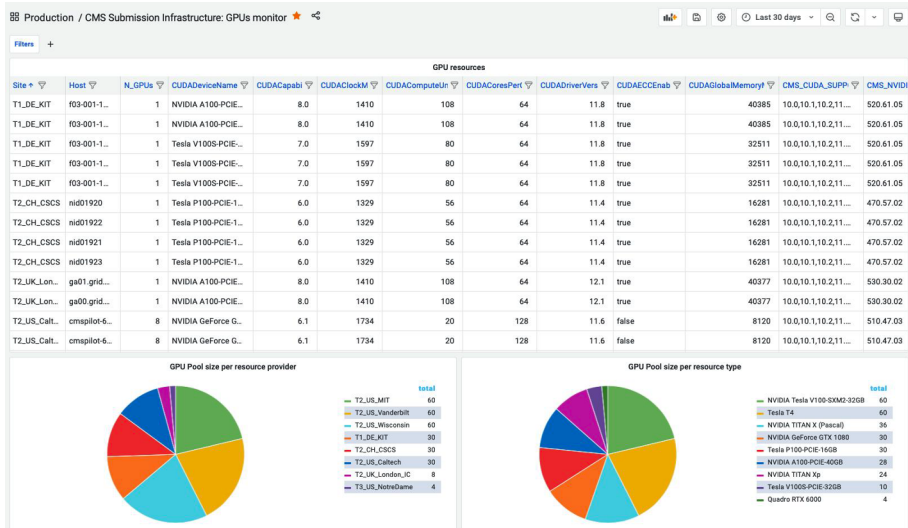 Production / CMS Submission Infrastructure: GPUs monitor Last 30 days
Filters +
GPU resources
Site Host N_GPUs CUDADeviceName CUDACapabi CUDAClockM CUDAComputeUn CUDACoresPerC CUDADriverVers CUDAECCEnab CUDAGlobalMemoryM CMS_CUDA_SUPP CMS_NVIDI
T1_DE_KIT f03-001-1... 1 NVIDIA A100-PCIE... 8.0 1410 108 64 11.8 true 40385 10.0,10.1,10.2,11.... 520.61.05
T1_DE_KIT f03-001-1... 1 NVIDIA A100-PCIE... 8.0 1410 108 64 11.8 true 40385 10.0,10.1,10.2,11.... 520.61.05
T1_DE_KIT f03-001-1... 1 Tesla V100S-PCIE-... 7.0 1597 80 64 11.8 true 32511 10.0,10.1,10.2,11.... 520.61.05
T1_DE_KIT f03-001-1... 1 Tesla V100S-PCIE-... 7.0 1597 80 64 11.8 true 32511 10.0,10.1,10.2,11.... 520.61.05
T1_DE_KIT f03-001-1... 1 Tesla V100S-PCIE-... 7.0 1597 80 64 11.8 true 32511 10.0,10.1,10.2,11.... 520.61.05
T2_CH_CSCS nid01920 1 Tesla P100-PCIE-1... 6.0 1329 56 64 11.4 true 16281 10.0,10.1,10.2,11.... 470.57.02
T2_CH_CSCS nid01922 1 Tesla P100-PCIE-1... 6.0 1329 56 64 11.4 true 16281 10.0,10.1,10.2,11.... 470.57.02
T2_CH_CSCS nid01921 1 Tesla P100-PCIE-1... 6.0 1329 56 64 11.4 true 16281 10.0,10.1,10.2,11.... 470.57.02
T2_CH_CSCS nid01923 1 Tesla P100-PCIE-1... 6.0 1329 56 64 11.4 true 16281 10.0,10.1,10.2,11.... 470.57.02
T2_UK_Lon... ga01.grid.... 1 NVIDIA A100-PCIE... 8.0 1410 108 64 12.1 true 40377 10.0,10.1,10.2,11.... 530.30.02
T2_UK_Lon... ga00.grid.... 1 NVIDIA A100-PCIE... 8.0 1410 108 64 12.1 true 40377 10.0,10.1,10.2,11.... 530.30.02
T2_US_Calt... cmspilot-6... 8 NVIDIA GeForce G... 6.1 1734 20 128 11.6 false 8120 10.0,10.1,10.2,11.... 510.47.03
T2_US_Calt... cmspilot-6... 8 NVIDIA GeForce G... 6.1 1734 20 128 11.6 false 8120 10.0,10.1,10.2,11.... 510.47.03
GPU Pool size per resource provider
total
T2_US_MIT 60
T2_US_Vanderbilt 60
T2_US_Wisconsin 60
T1_DE_KIT 30
T2_CH_CSCS 30
T2_US_Caltech 30
T2_UK_London_IC 8
T3_US_NotreDame 4
GPU Pool size per resource type
total
NVIDIA Tesla V100-SXM2-32GB 60
Tesla T4 60
NVIDIA TITAN X (Pascal) 36
NVIDIA GeForce GTX 1080 30
Tesla P100-PCIE-16GB 30
NVIDIA A100-PCIE-40GB 28
NVIDIA TITAN Xp 24
Tesla V100S-PCIE-32GB 10
Quadro RTX 6000 4